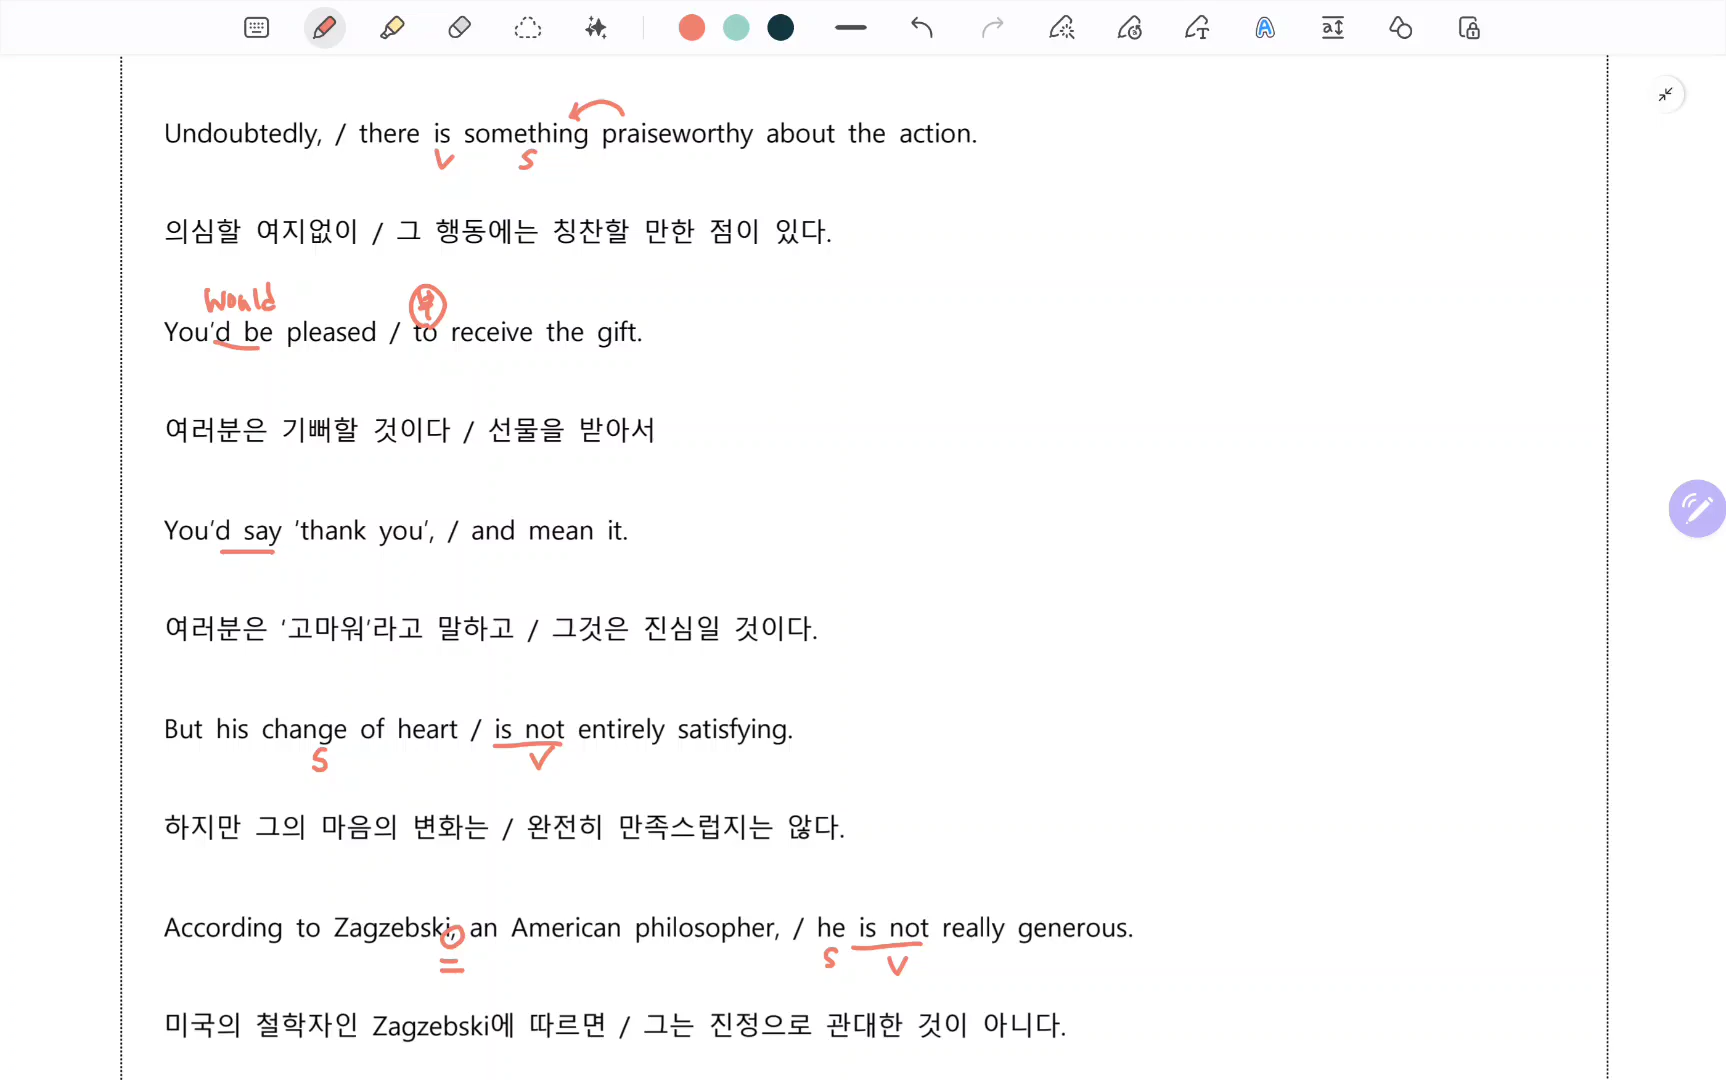 Undoubtedly, / there is something praiseworthy about the action.
V S
의심할 여지없이 / 그 행동에는 칭찬할 만한 점이 있다.
would 부
You'd be pleased / to receive the gift.
여러분은 기뻐할 것이다 / 선물을 받아서
You'd say 'thank you', / and mean it.
여러분은 '고마워'라고 말하고 / 그것은 진심일 것이다.
But his change of heart / is not entirely satisfying.
S V
하지만 그의 마음의 변화는 / 완전히 만족스럽지는 않다.
According to Zagzebski, an American philosopher, / he is not really generous.
= S V
미국의 철학자인 Zagzebski에 따르면 / 그는 진정으로 관대한 것이 아니다.